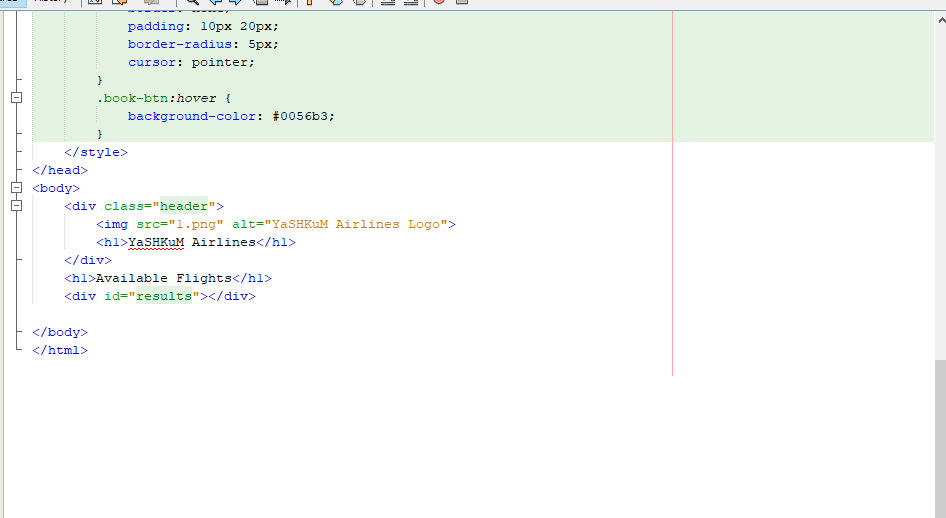 padding: 10px 20px;
border-radius: 5px;
cursor: pointer;
}
.book-btn:hover {
background-color: #0056b3;
}
</style>
</head>
<body>
<div class="header">
<img src="1.png" alt="YaSHKuM Airlines Logo">
<h1>YaSHKuM Airlines</h1>
</div>
<h1>Available Flights</h1>
<div id="results"></div>
</body>
</html>